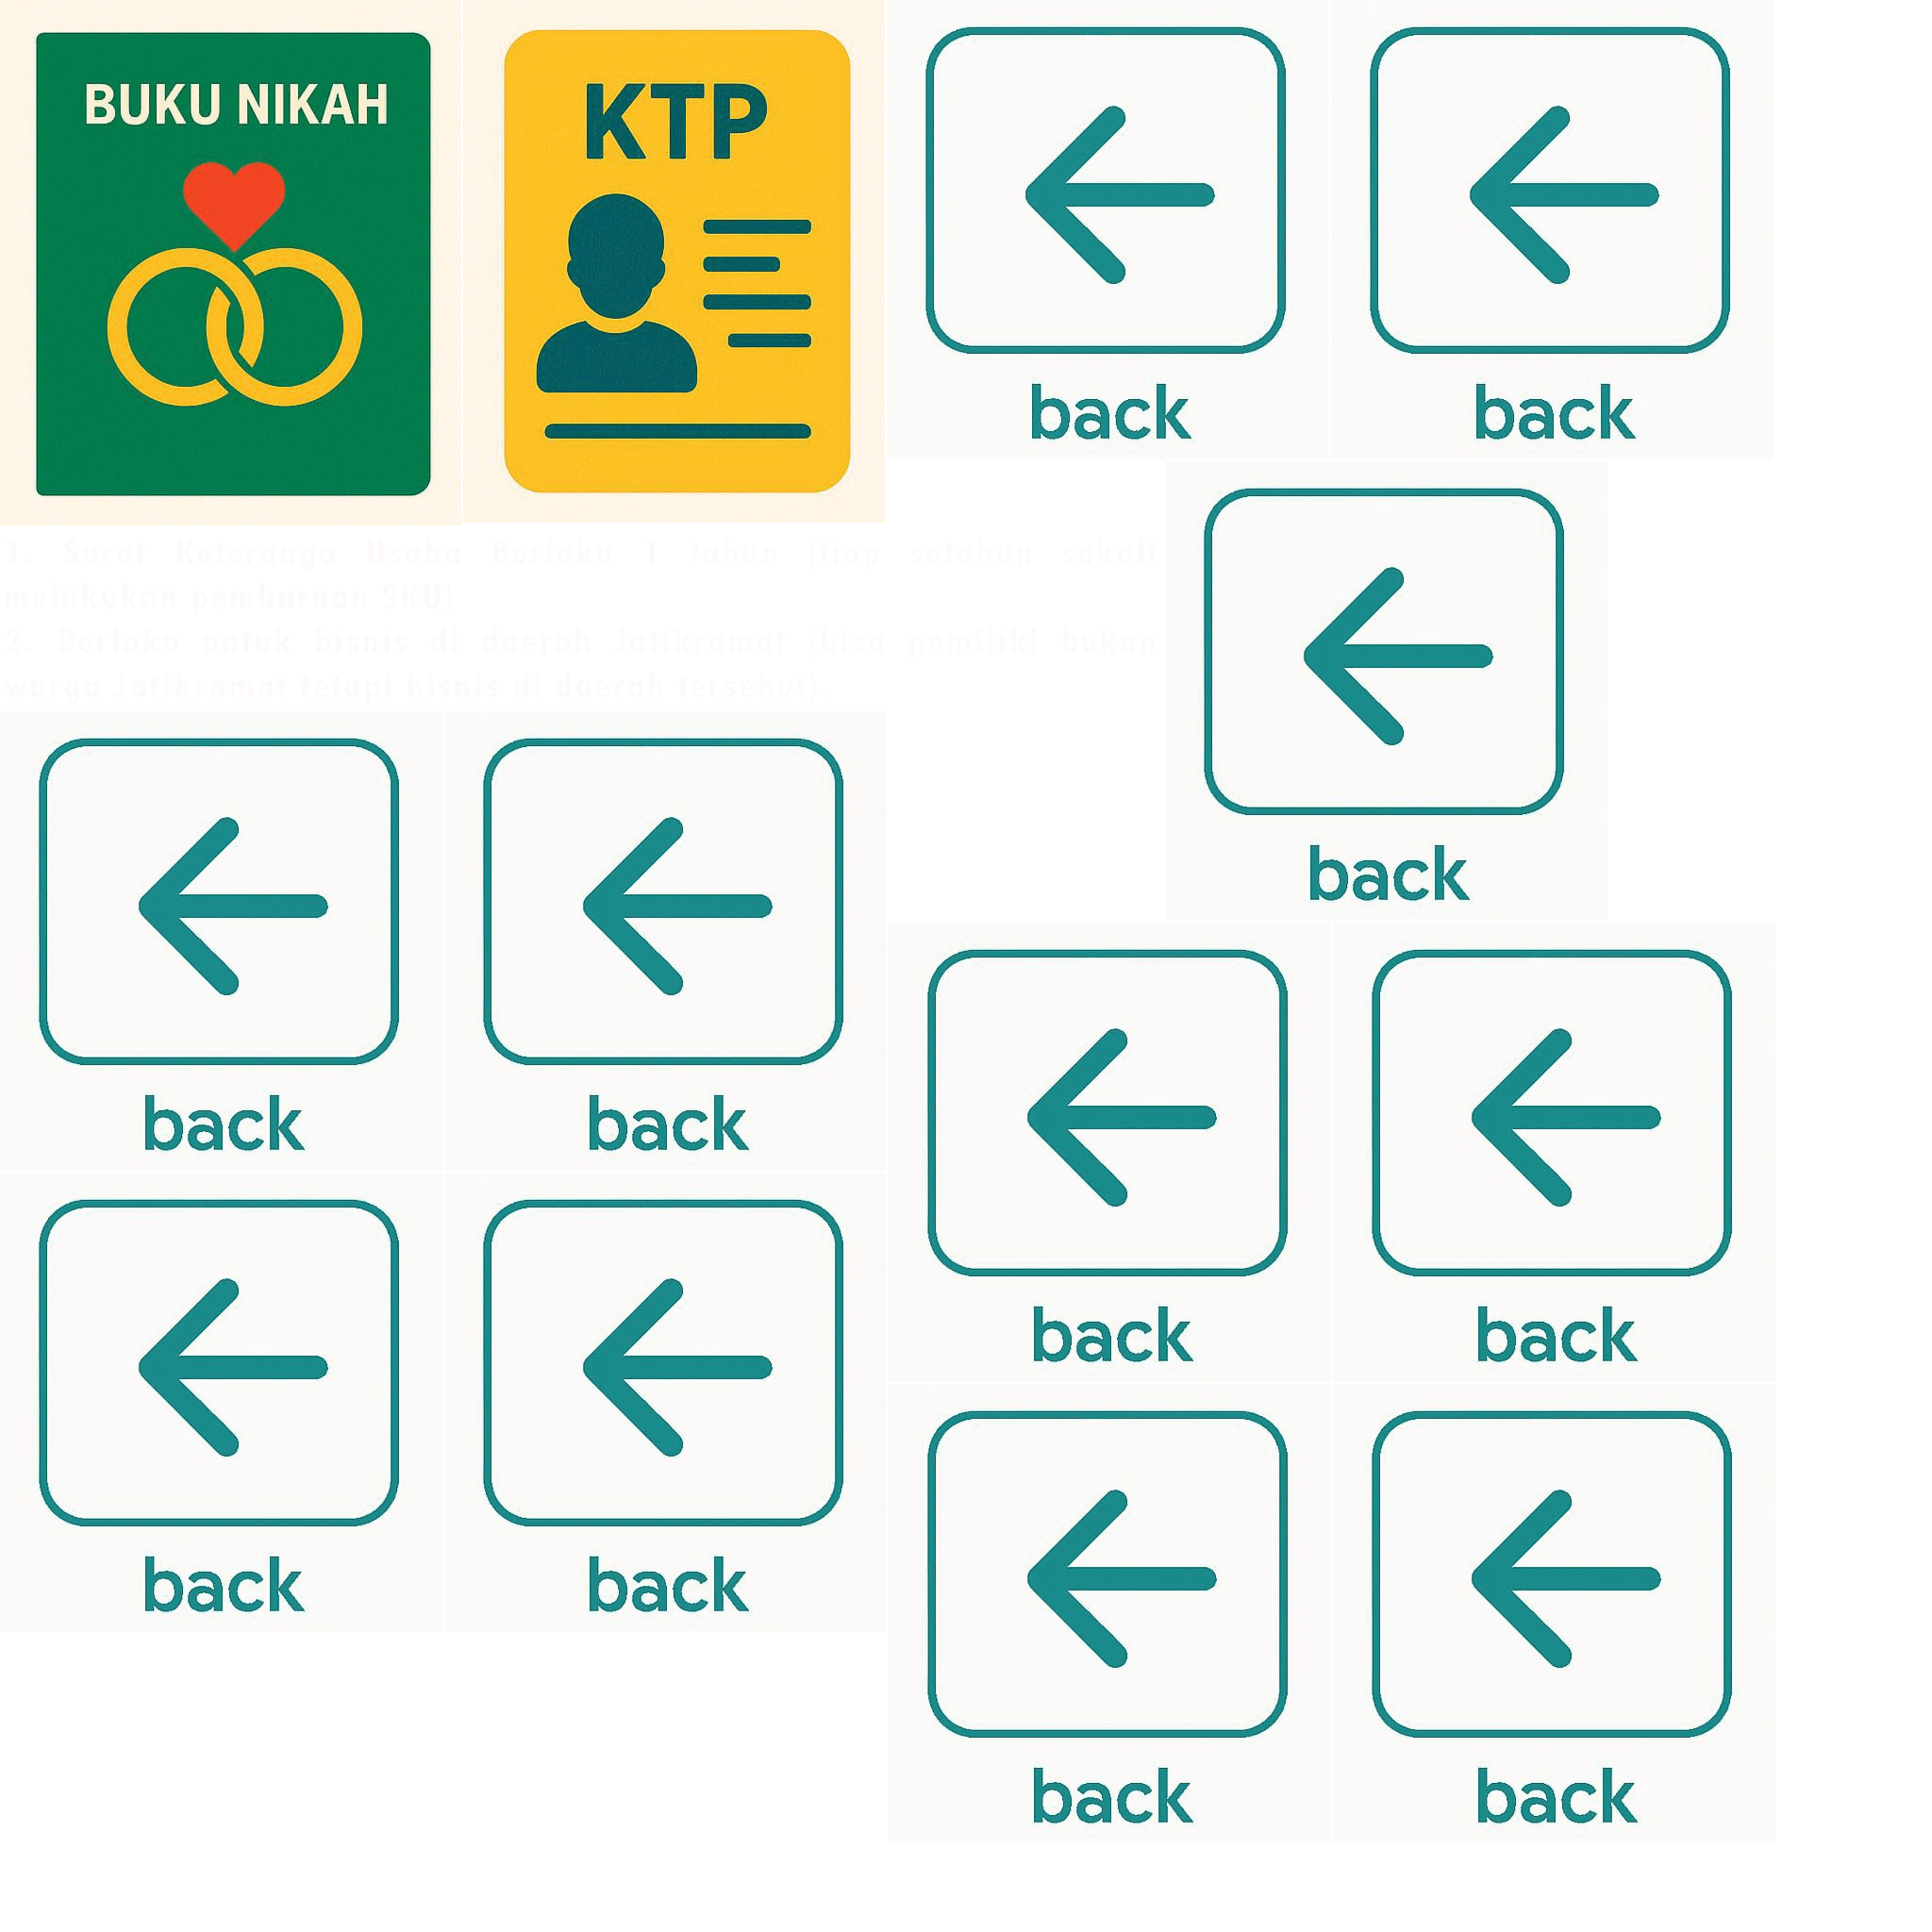 BUKU NIKAH
KTP
back
back
1. Surat Keteranga Usaha Berlaku 1 tahun (tiap setahun sekali
melakukan pembaruan SKU)
2. Berlaku untuk bisnis di daerah Jatikramat (bisa pemiliki bukan
warga Jatikramat tetapi bisnis di daerah tersebut).
back
back
back
back
back
back
back
back
back